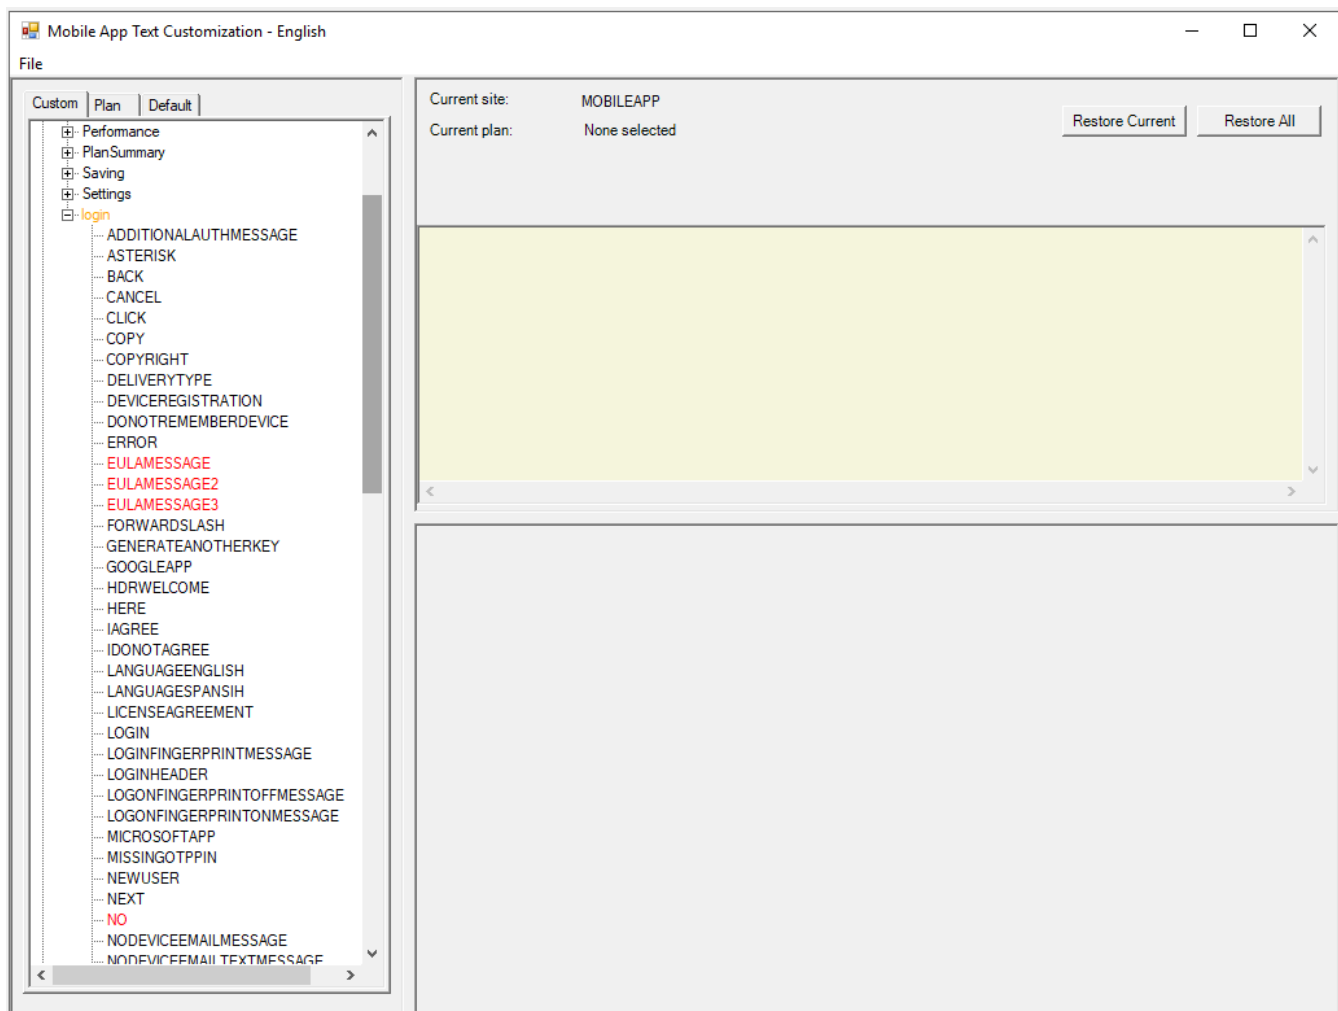 Mobile App Text Customization - English
File
Custom
Plan
Default
Performance
PlanSummary
Saving
Settings
login
ADDITIONALAUTHMESSAGE
ASTERISK
BACK
CANCEL
CLICK
COPY
COPYRIGHT
DELIVERYTYPE
DEVICEREGISTRATION
DONOTREMEMBERDEVICE
ERROR
EULAMESSAGE
EULAMESSAGE2
EULAMESSAGE3
FORWARDSLASH
GENERATEANOTHERKEY
GOOGLEAPP
HDRWELCOME
HERE
IAGREE
IDONOTAGREE
LANGUAGEENGLISH
LANGUAGESPANSIH
LICENSEAGREEMENT
LOGIN
LOGINFINGERPRINTMESSAGE
LOGINHEADER
LOGONFINGERPRINTOFFMESSAGE
LOGONFINGERPRINTONMESSAGE
MICROSOFTAPP
MISSINGOTPPIN
NEWUSER
NEXT
NO
NODEVICEEMAILMESSAGE
NODEVICEEMAILTEXTMESSAGE
Current site: MOBILEAPP
Current plan: None selected
Restore Current
Restore All